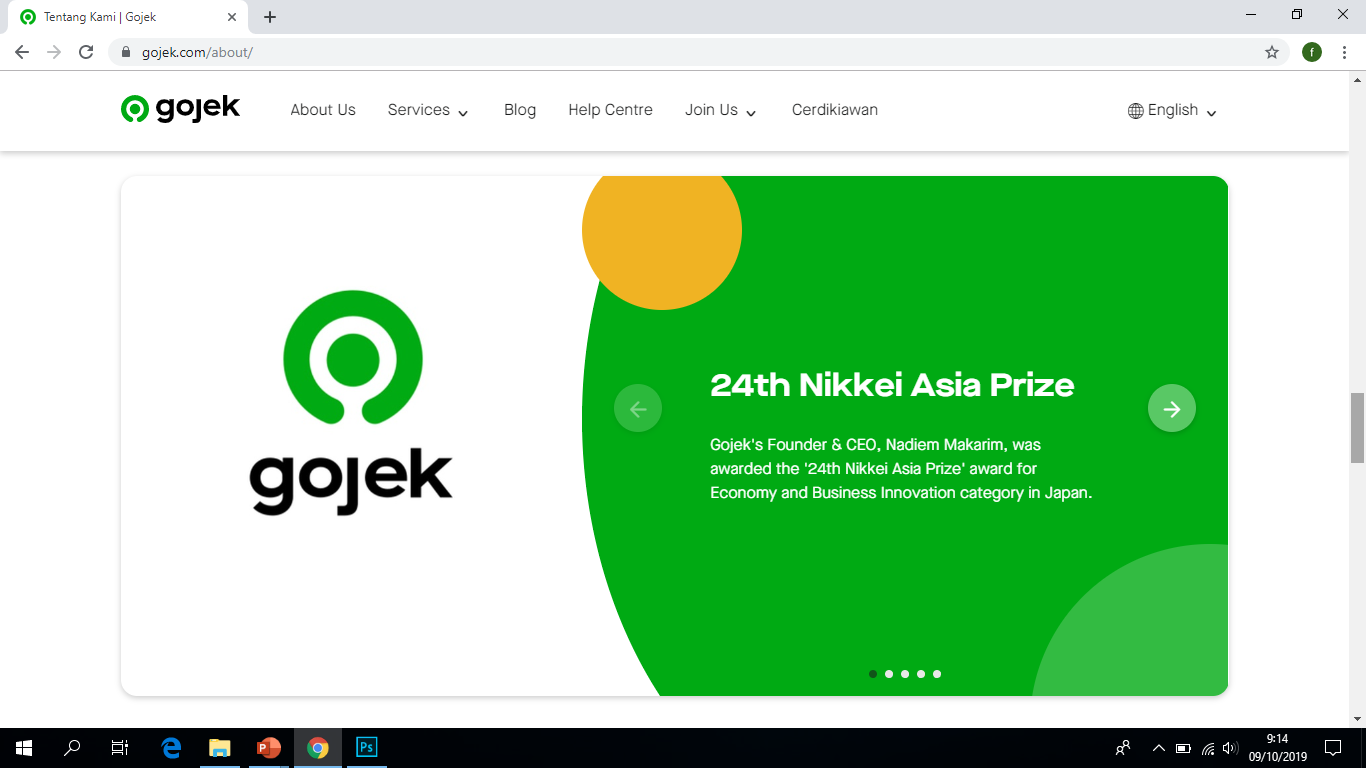 Tentang Kami | Gojek
gojek.com/about/
f
gojek
About Us
Services
Blog
Help Centre
Join Us
Cerdikiawan
English
gojek
24th Nikkei Asia Prize
Gojek's Founder & CEO, Nadiem Makarim, was
awarded the '24th Nikkei Asia Prize' award for
Economy and Business Innovation category in Japan.
P
Ps
9:14
09/10/2019